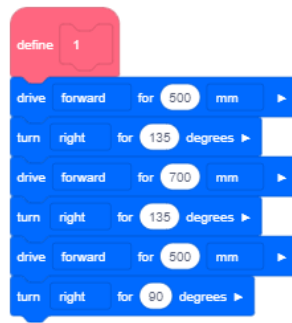 define 1
drive forward for 500 mm
turn right for 135 degrees
drive forward for 700 mm
turn right for 135 degrees
drive forward for 500 mm
turn right for 90 degrees